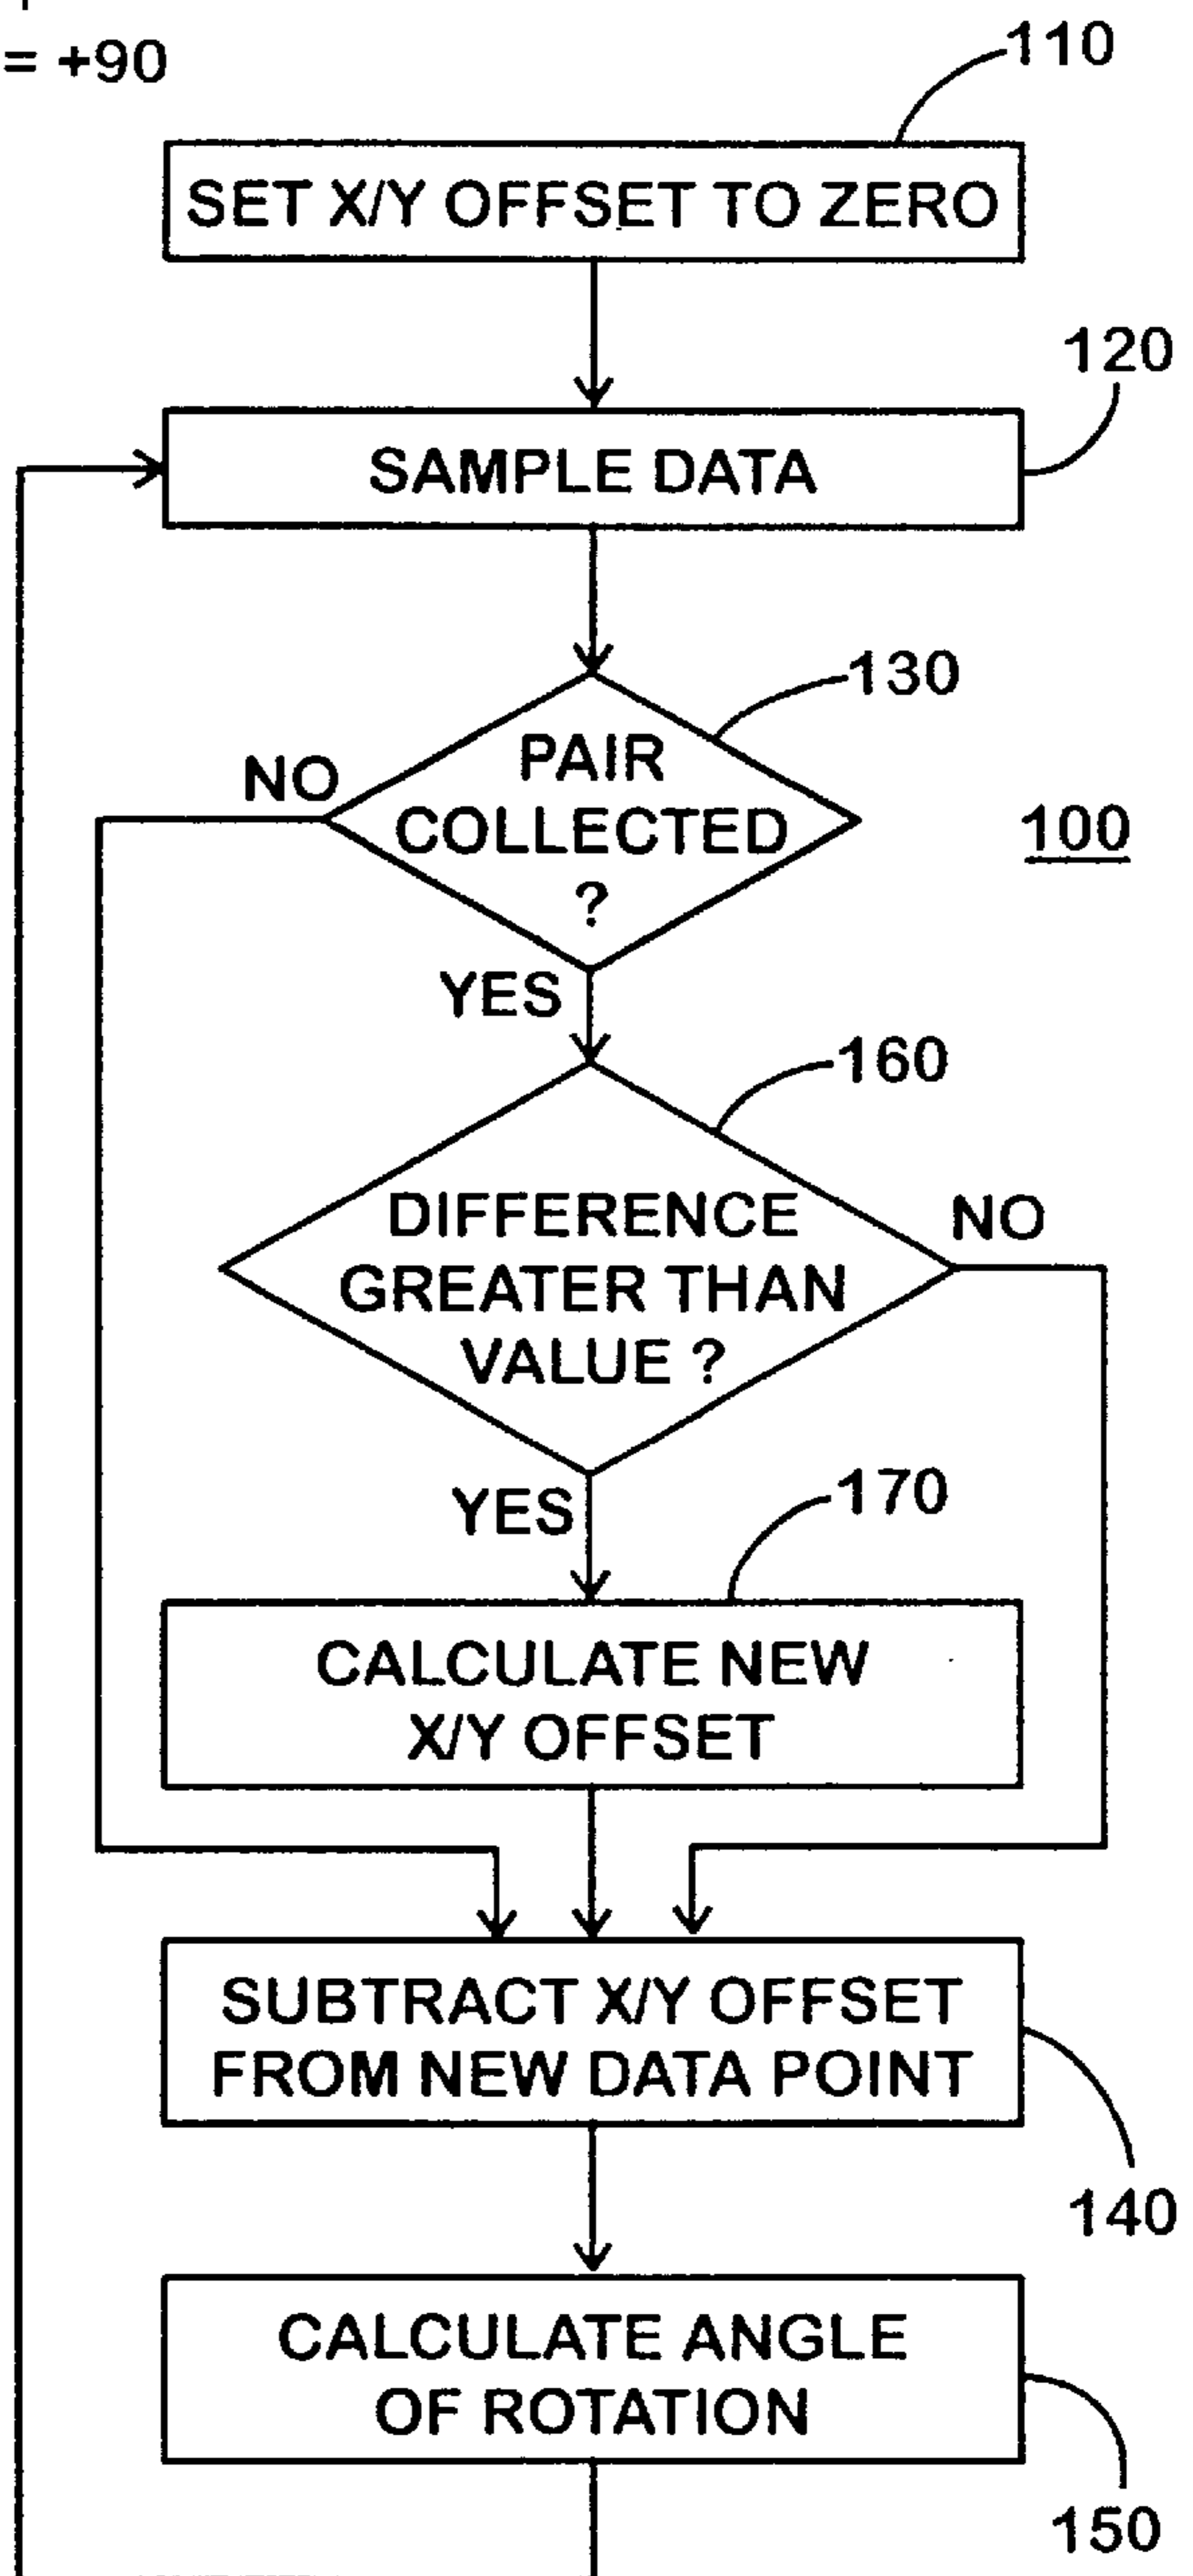 = +90
110
SET X/Y OFFSET TO ZERO
120
SAMPLE DATA
130
NO
PAIR
COLLECTED
?
100
YES
160
DIFFERENCE
GREATER THAN
VALUE ?
NO
YES
170
CALCULATE NEW
X/Y OFFSET
SUBTRACT X/Y OFFSET
FROM NEW DATA POINT
140
CALCULATE ANGLE
OF ROTATION
150